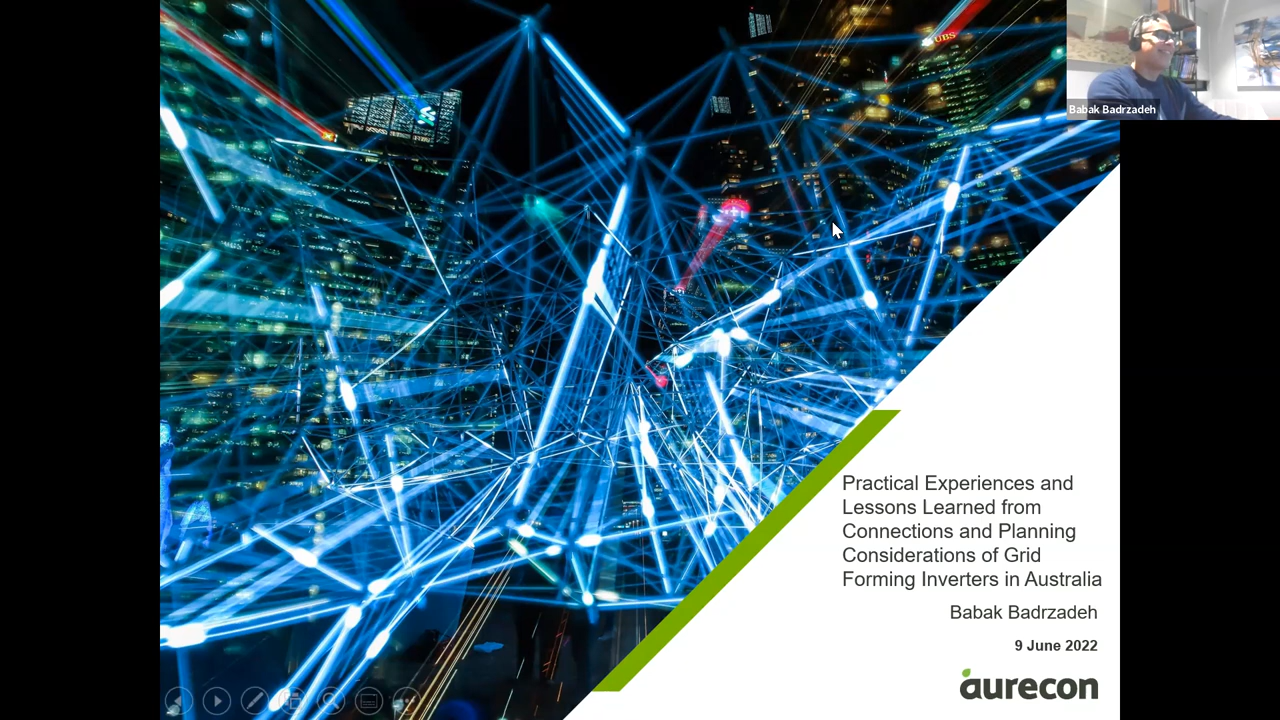 UBS
Babak Badrzadeh
Practical Experiences and
Lessons Learned from
Connections and Planning
Considerations of Grid
Forming Inverters in Australia
Babak Badrzadeh
9 June 2022
aurecon